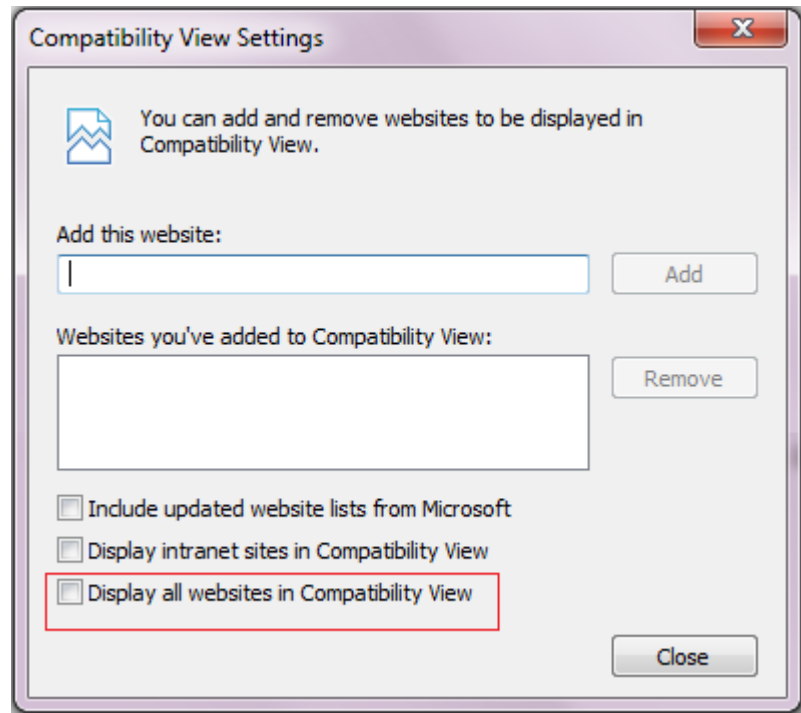 Compatibility View Settings
You can add and remove websites to be displayed in
Compatibility View.
Add this website:
Add
Websites you've added to Compatibility View:
Remove
Include updated website lists from Microsoft
Display intranet sites in Compatibility View
Display all websites in Compatibility View
Close